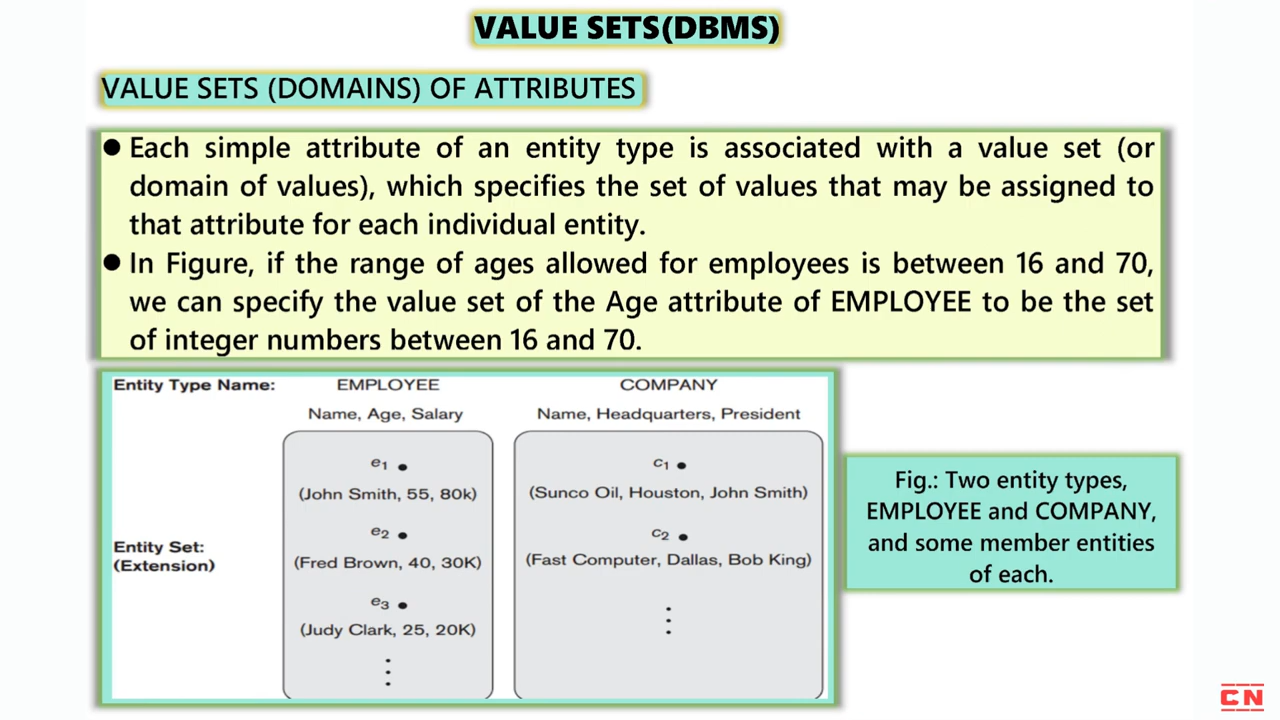 VALUE SETS(DBMS)
VALUE SETS (DOMAINS) OF ATTRIBUTES
● Each simple attribute of an entity type is associated with a value set (or
domain of values), which specifies the set of values that may be assigned to
that attribute for each individual entity.
● In Figure, if the range of ages allowed for employees is between 16 and 70,
we can specify the value set of the Age attribute of EMPLOYEE to be the set
of integer numbers between 16 and 70.
Entity Type Name: EMPLOYEE COMPANY
Name, Age, Salary Name, Headquarters, President
e1 ● c1 ●
(John Smith, 55, 80k) (Sunco Oil, Houston, John Smith)
e2 ● c2 ●
Entity Set:
(Extension)
(Fred Brown, 40, 30K) (Fast Computer, Dallas, Bob King)
e3 ●
(Judy Clark, 25, 20K)
Fig.: Two entity types,
EMPLOYEE and COMPANY,
and some member entities
of each.
CN